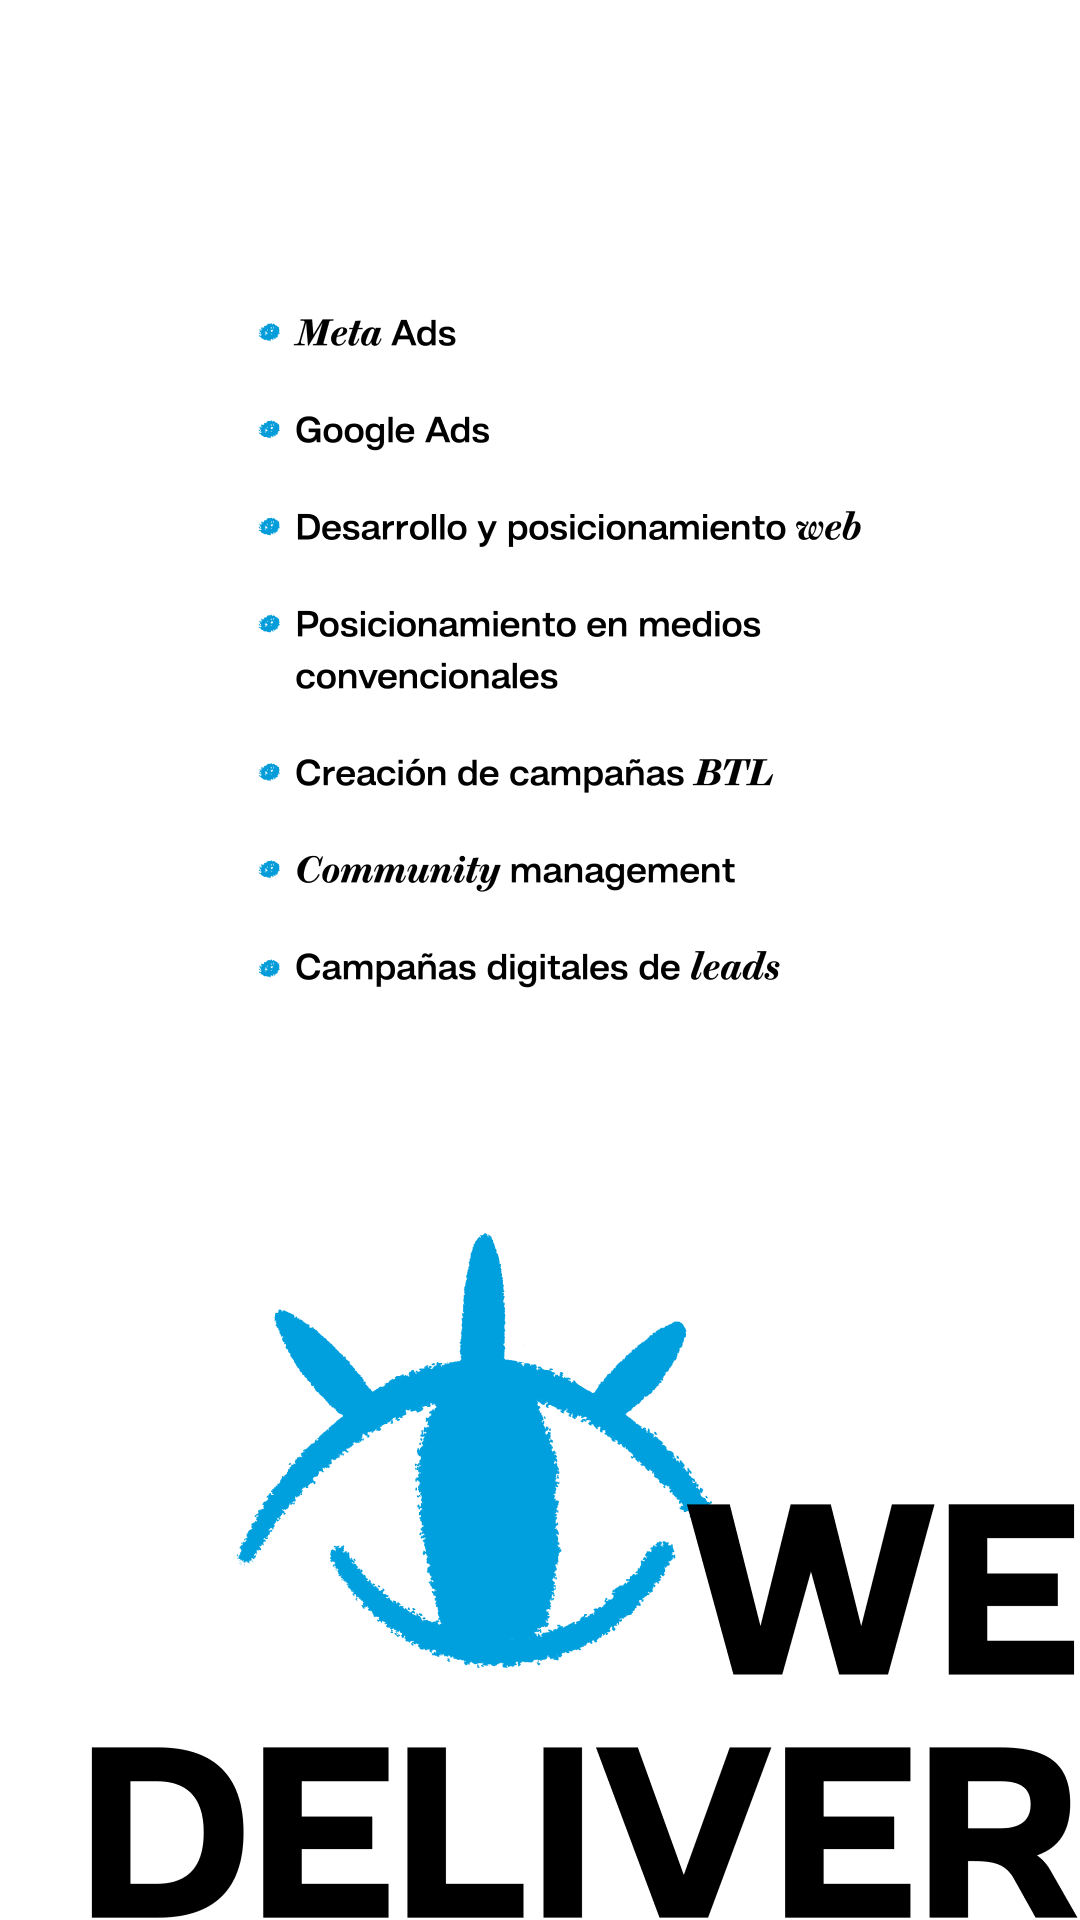 Meta Ads
Google Ads
Desarrollo y posicionamiento web
Posicionamiento en medios
convencionales
Creación de campañas BTL
Community management
Campañas digitales de leads
WE
DELIVER